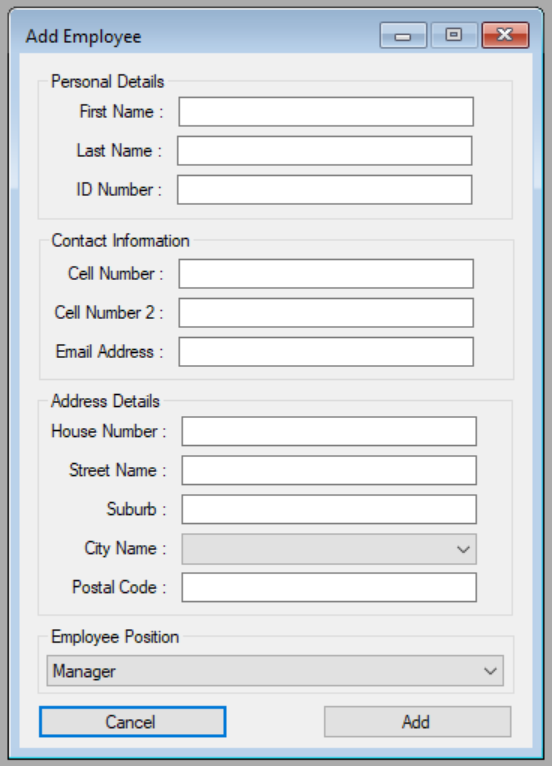 Add Employee
Personal Details
First Name :
Last Name :
ID Number :
Contact Information
Cell Number :
Cell Number 2 :
Email Address :
Address Details
House Number :
Street Name :
Suburb :
City Name :
Postal Code :
Employee Position
Manager
Cancel Add